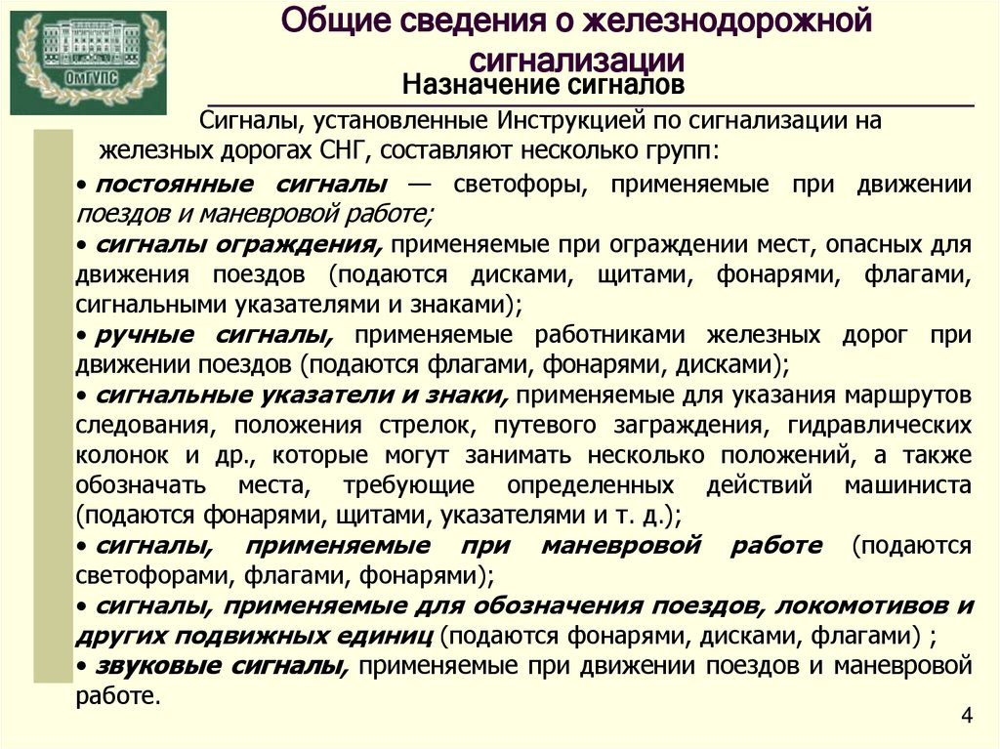 ОмГУПС
Общие сведения о железнодорожной
сигнализации
Назначение сигналов
Сигналы, установленные Инструкцией по сигнализации на
железных дорогах СНГ, составляют несколько групп:
• постоянные сигналы — светофоры, применяемые при движении
поездов и маневровой работе;
• сигналы ограждения, применяемые при ограждении мест, опасных для
движения поездов (подаются дисками, щитами, фонарями, флагами,
сигнальными указателями и знаками);
• ручные сигналы, применяемые работниками железных дорог при
движении поездов (подаются флагами, фонарями, дисками);
• сигнальные указатели и знаки, применяемые для указания маршрутов
следования, положения стрелок, путевого заграждения, гидравлических
колонок и др., которые могут занимать несколько положений, а также
обозначать места, требующие определенных действий машиниста
(подаются фонарями, щитами, указателями и т. д.);
• сигналы, применяемые при маневровой работе (подаются
светофорами, флагами, фонарями);
• сигналы, применяемые для обозначения поездов, локомотивов и
других подвижных единиц (подаются фонарями, дисками, флагами) ;
• звуковые сигналы, применяемые при движении поездов и маневровой
работе.
4